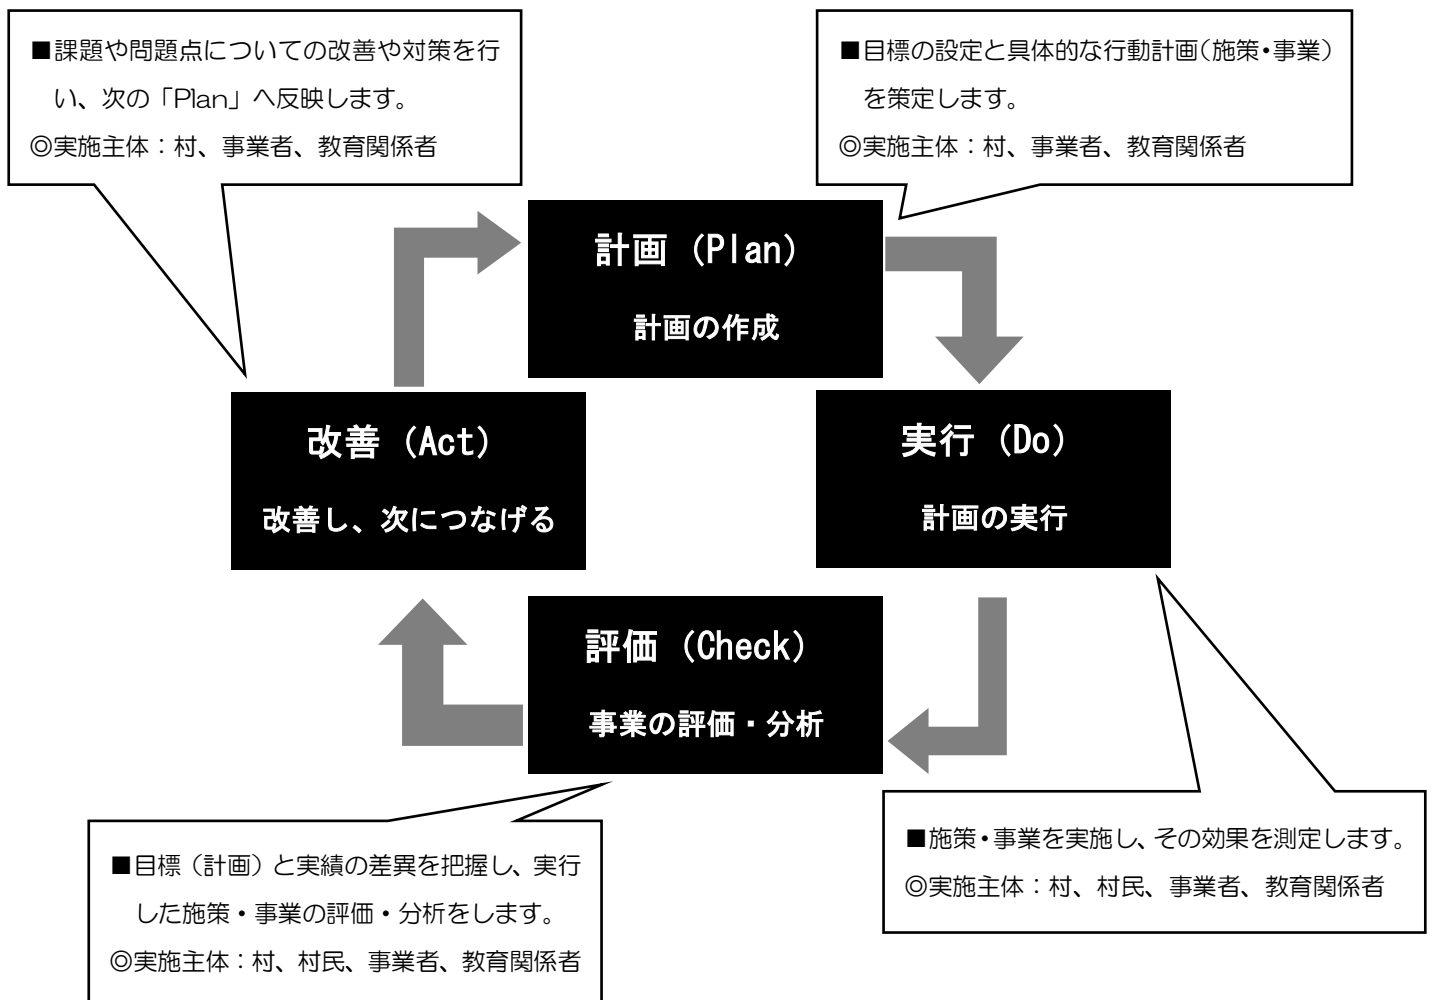 ■課題や問題点についての改善や対策を行
い、次の「Plan」へ反映します。
◎実施主体：村、事業者、教育関係者
■目標の設定と具体的な行動計画（施策・事業）
を策定します。
◎実施主体：村、事業者、教育関係者
計画（Plan）
計画の作成
改善（Act）
改善し、次につなげる
実行（Do）
計画の実行
評価（Check）
事業の評価・分析
■目標（計画）と実績の差異を把握し、実行
した施策・事業の評価・分析をします。
◎実施主体：村、村民、事業者、教育関係者
■施策・事業を実施し、その効果を測定します。
◎実施主体：村、村民、事業者、教育関係者